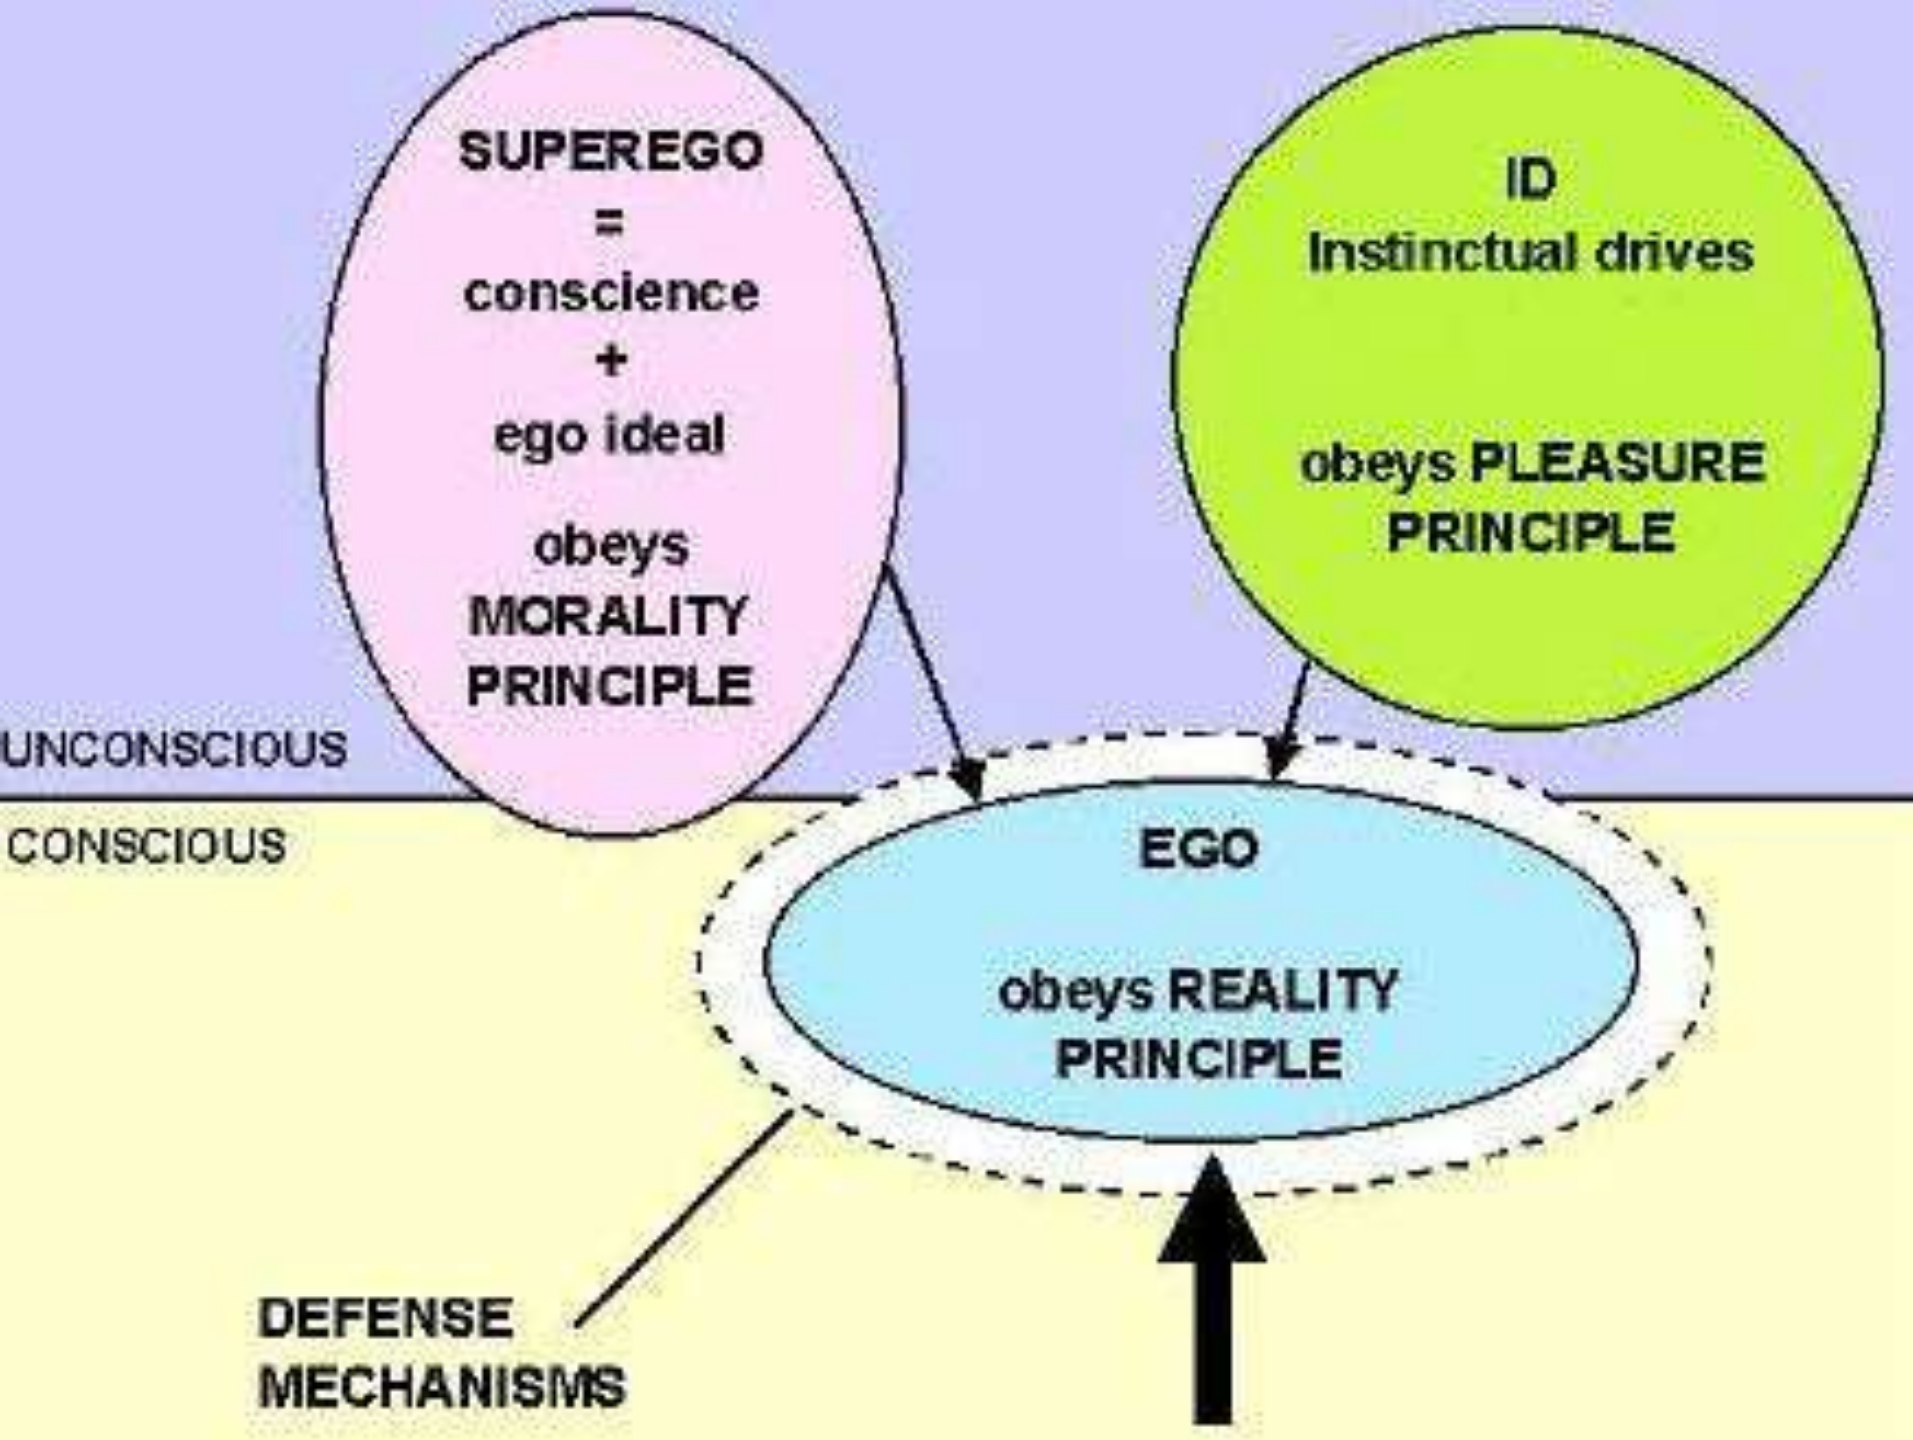 SUPEREGO
=
conscience
+
ego ideal
obeys
MORALITY
PRINCIPLE
ID
Instinctual drives
obeys PLEASURE
PRINCIPLE
UNCONSCIOUS
CONSCIOUS
EGO
obeys REALITY
PRINCIPLE
DEFENSE
MECHANISMS